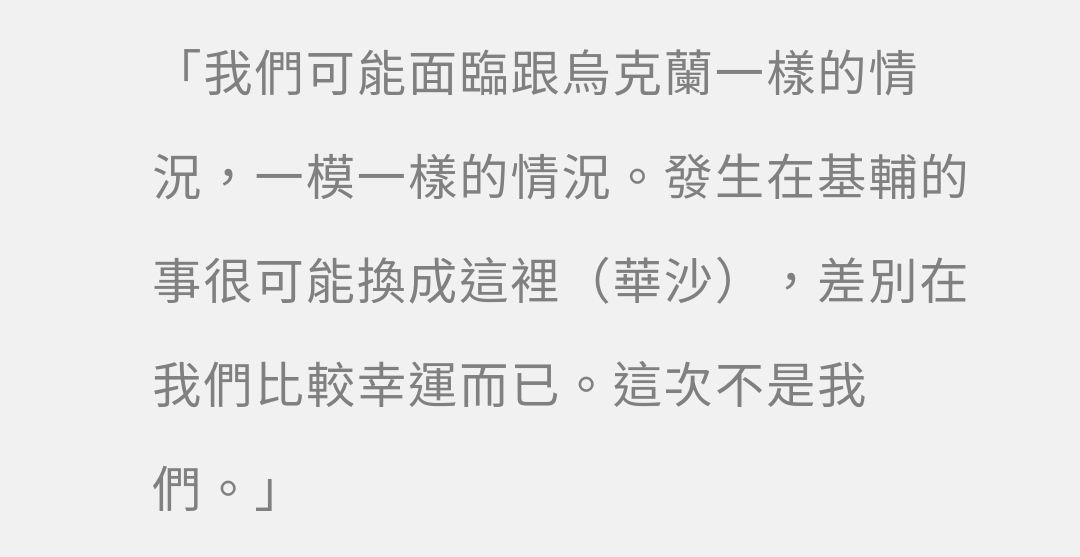 「我們可能面臨跟烏克蘭一樣的情
況，一模一樣的情況。發生在基輔的
事很可能換成這裡（華沙），差別在
我們比較幸運而已。這次不是我
們。」